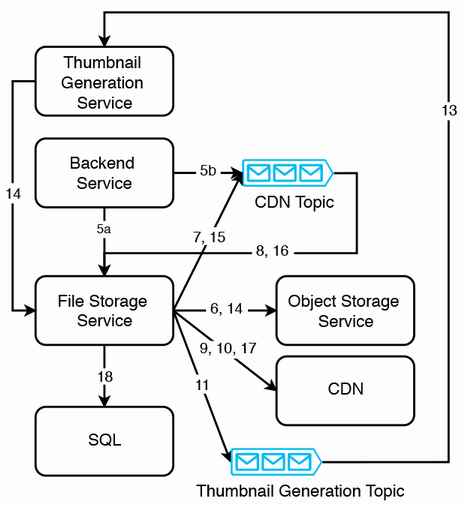 Thumbnail
Generation
Service
13
14
Backend
Service
5b
CDN Topic
5a
7, 15
8, 16
File Storage
Service
6, 14
Object Storage
Service
9, 10, 17
CDN
11
18
SQL
Thumbnail Generation Topic